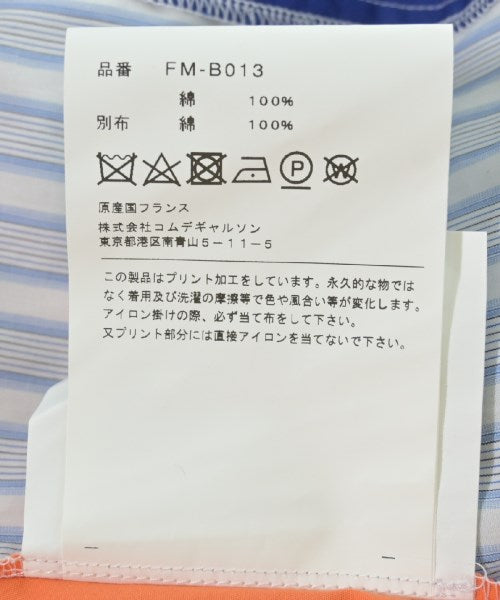 品番 FM-B013
綿 100%
別布 綿 100%
P W
原産国フランス
株式会社コムデギャルソン
東京都港区南青山5-11-5
この製品はプリント加工をしています。永久的な物では
なく着用及び洗濯の摩擦等で色や風合い等が変化します。
アイロン掛けの際、必ず当て布をして下さい。
又プリント部分には直接アイロンを当てないで下さい。